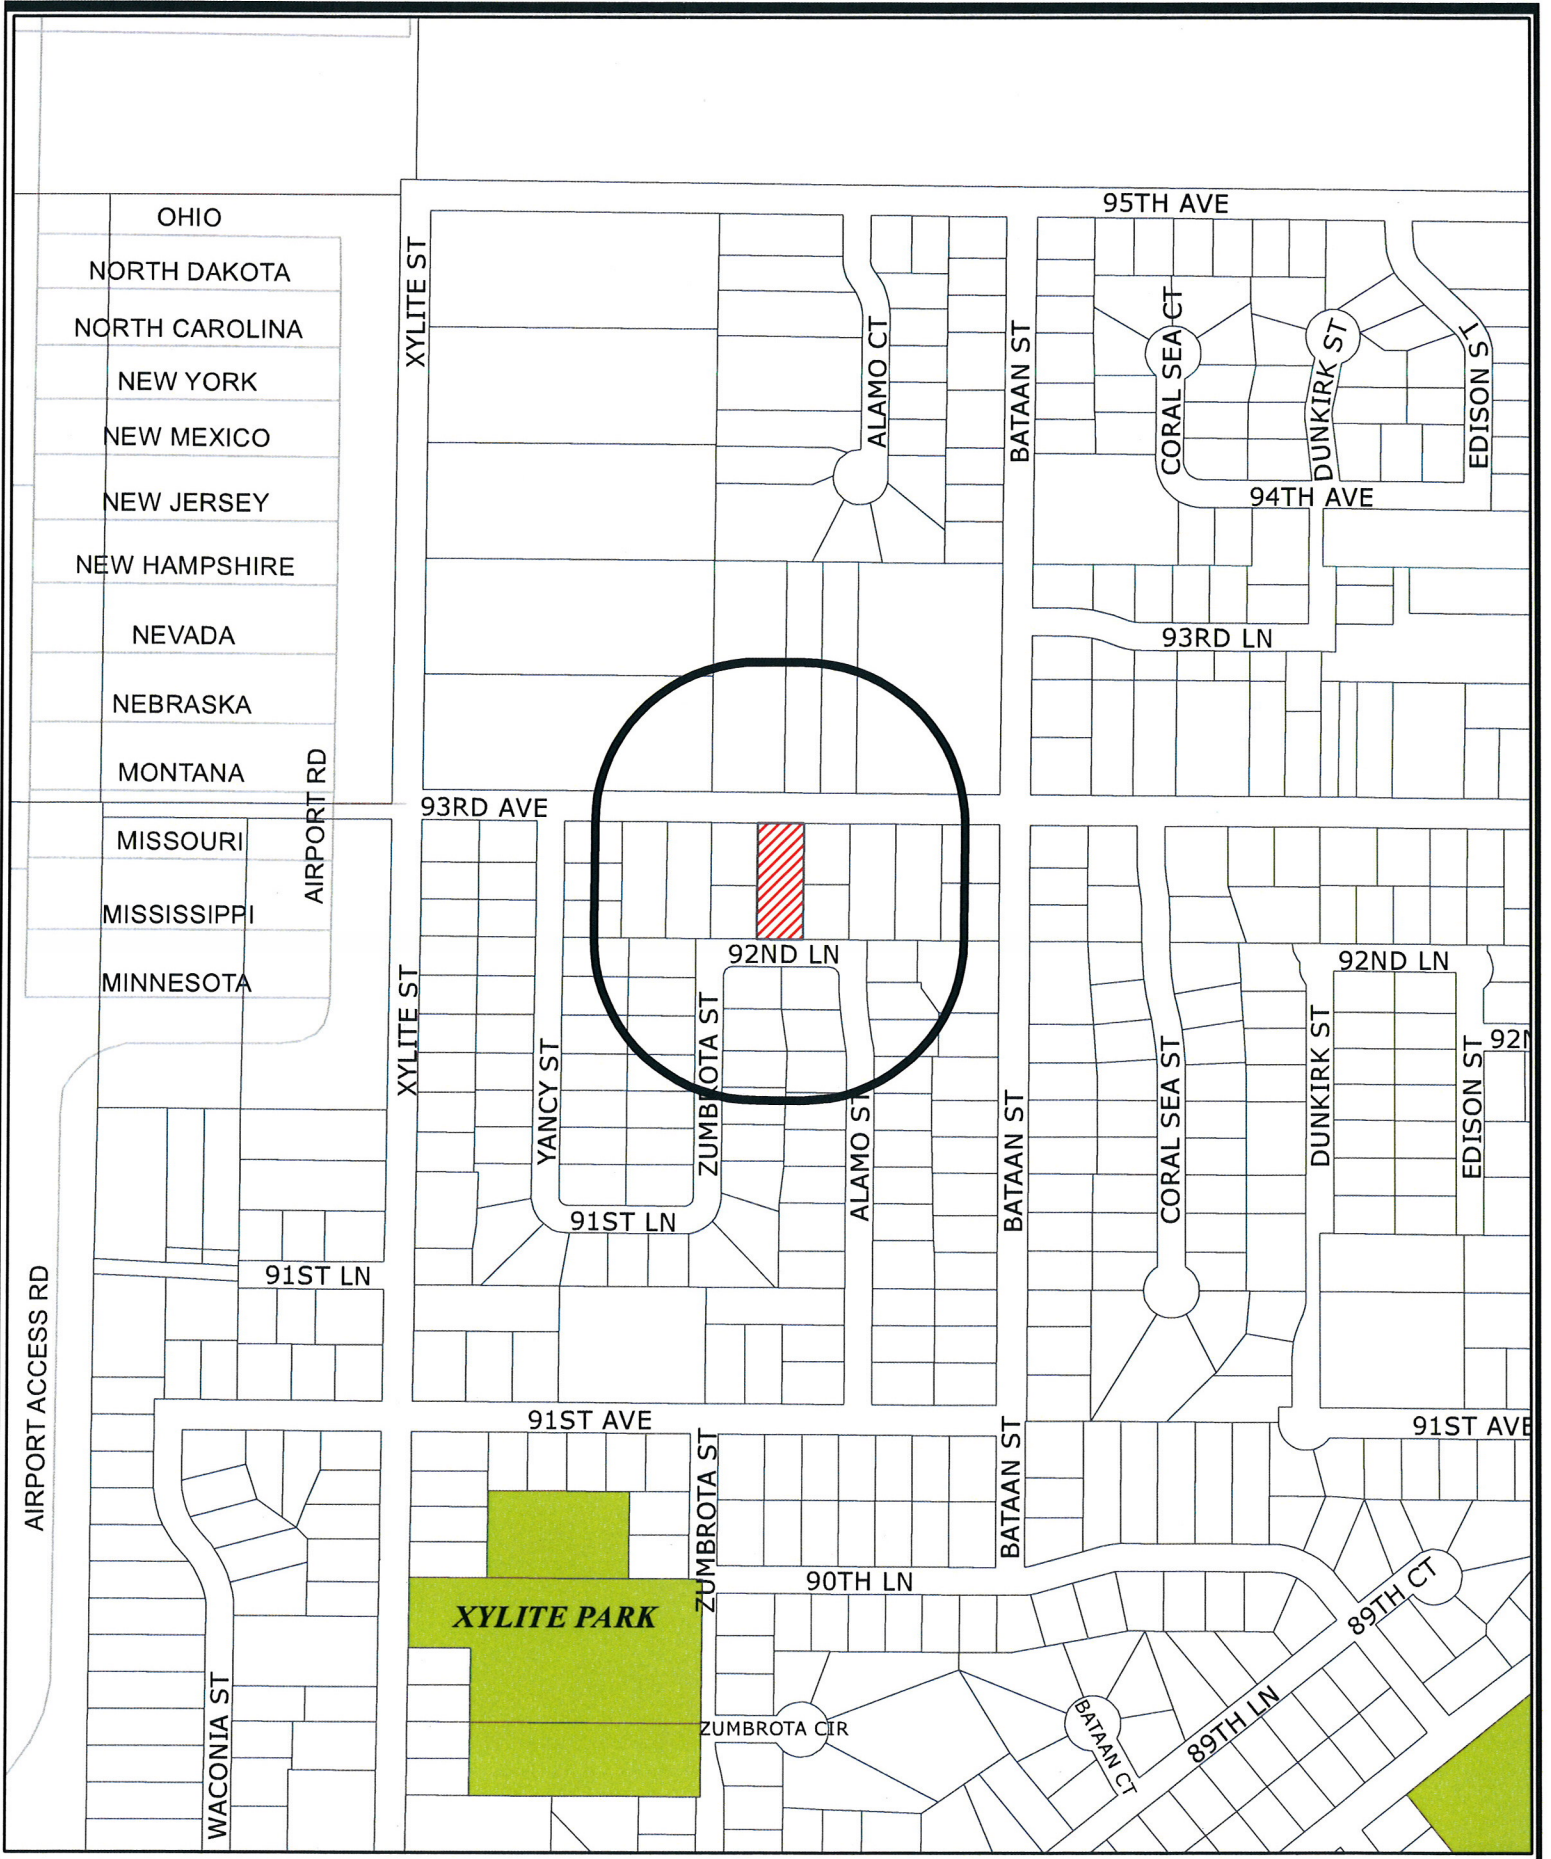 95TH AVE
OHIO
NORTH DAKOTA
NORTH CAROLINA
NEW YORK
NEW MEXICO
NEW JERSEY
NEW HAMPSHIRE
NEVADA
NEBRASKA
MONTANA
MISSOURI
MISSISSIPPI
MINNESOTA
AIRPORT RD
XYLITE ST
ALAMO CT
BATAAN ST
CORAL SEA CT
DUNKIRK ST
EDISON ST
94TH AVE
93RD LN
93RD AVE
92ND LN
92ND LN
92N
XYLITE ST
YANCY ST
ZUMBROTA ST
ALAMO ST
BATAAN ST
CORAL SEA ST
DUNKIRK ST
EDISON ST
91ST LN
91ST LN
AIRPORT ACCESS RD
91ST AVE
91ST AVE
ZUMBROTA ST
BATAAN ST
90TH LN
89TH CT
XYLITE PARK
WACONIA ST
ZUMBROTA CIR
BATAAN CT
89TH LN